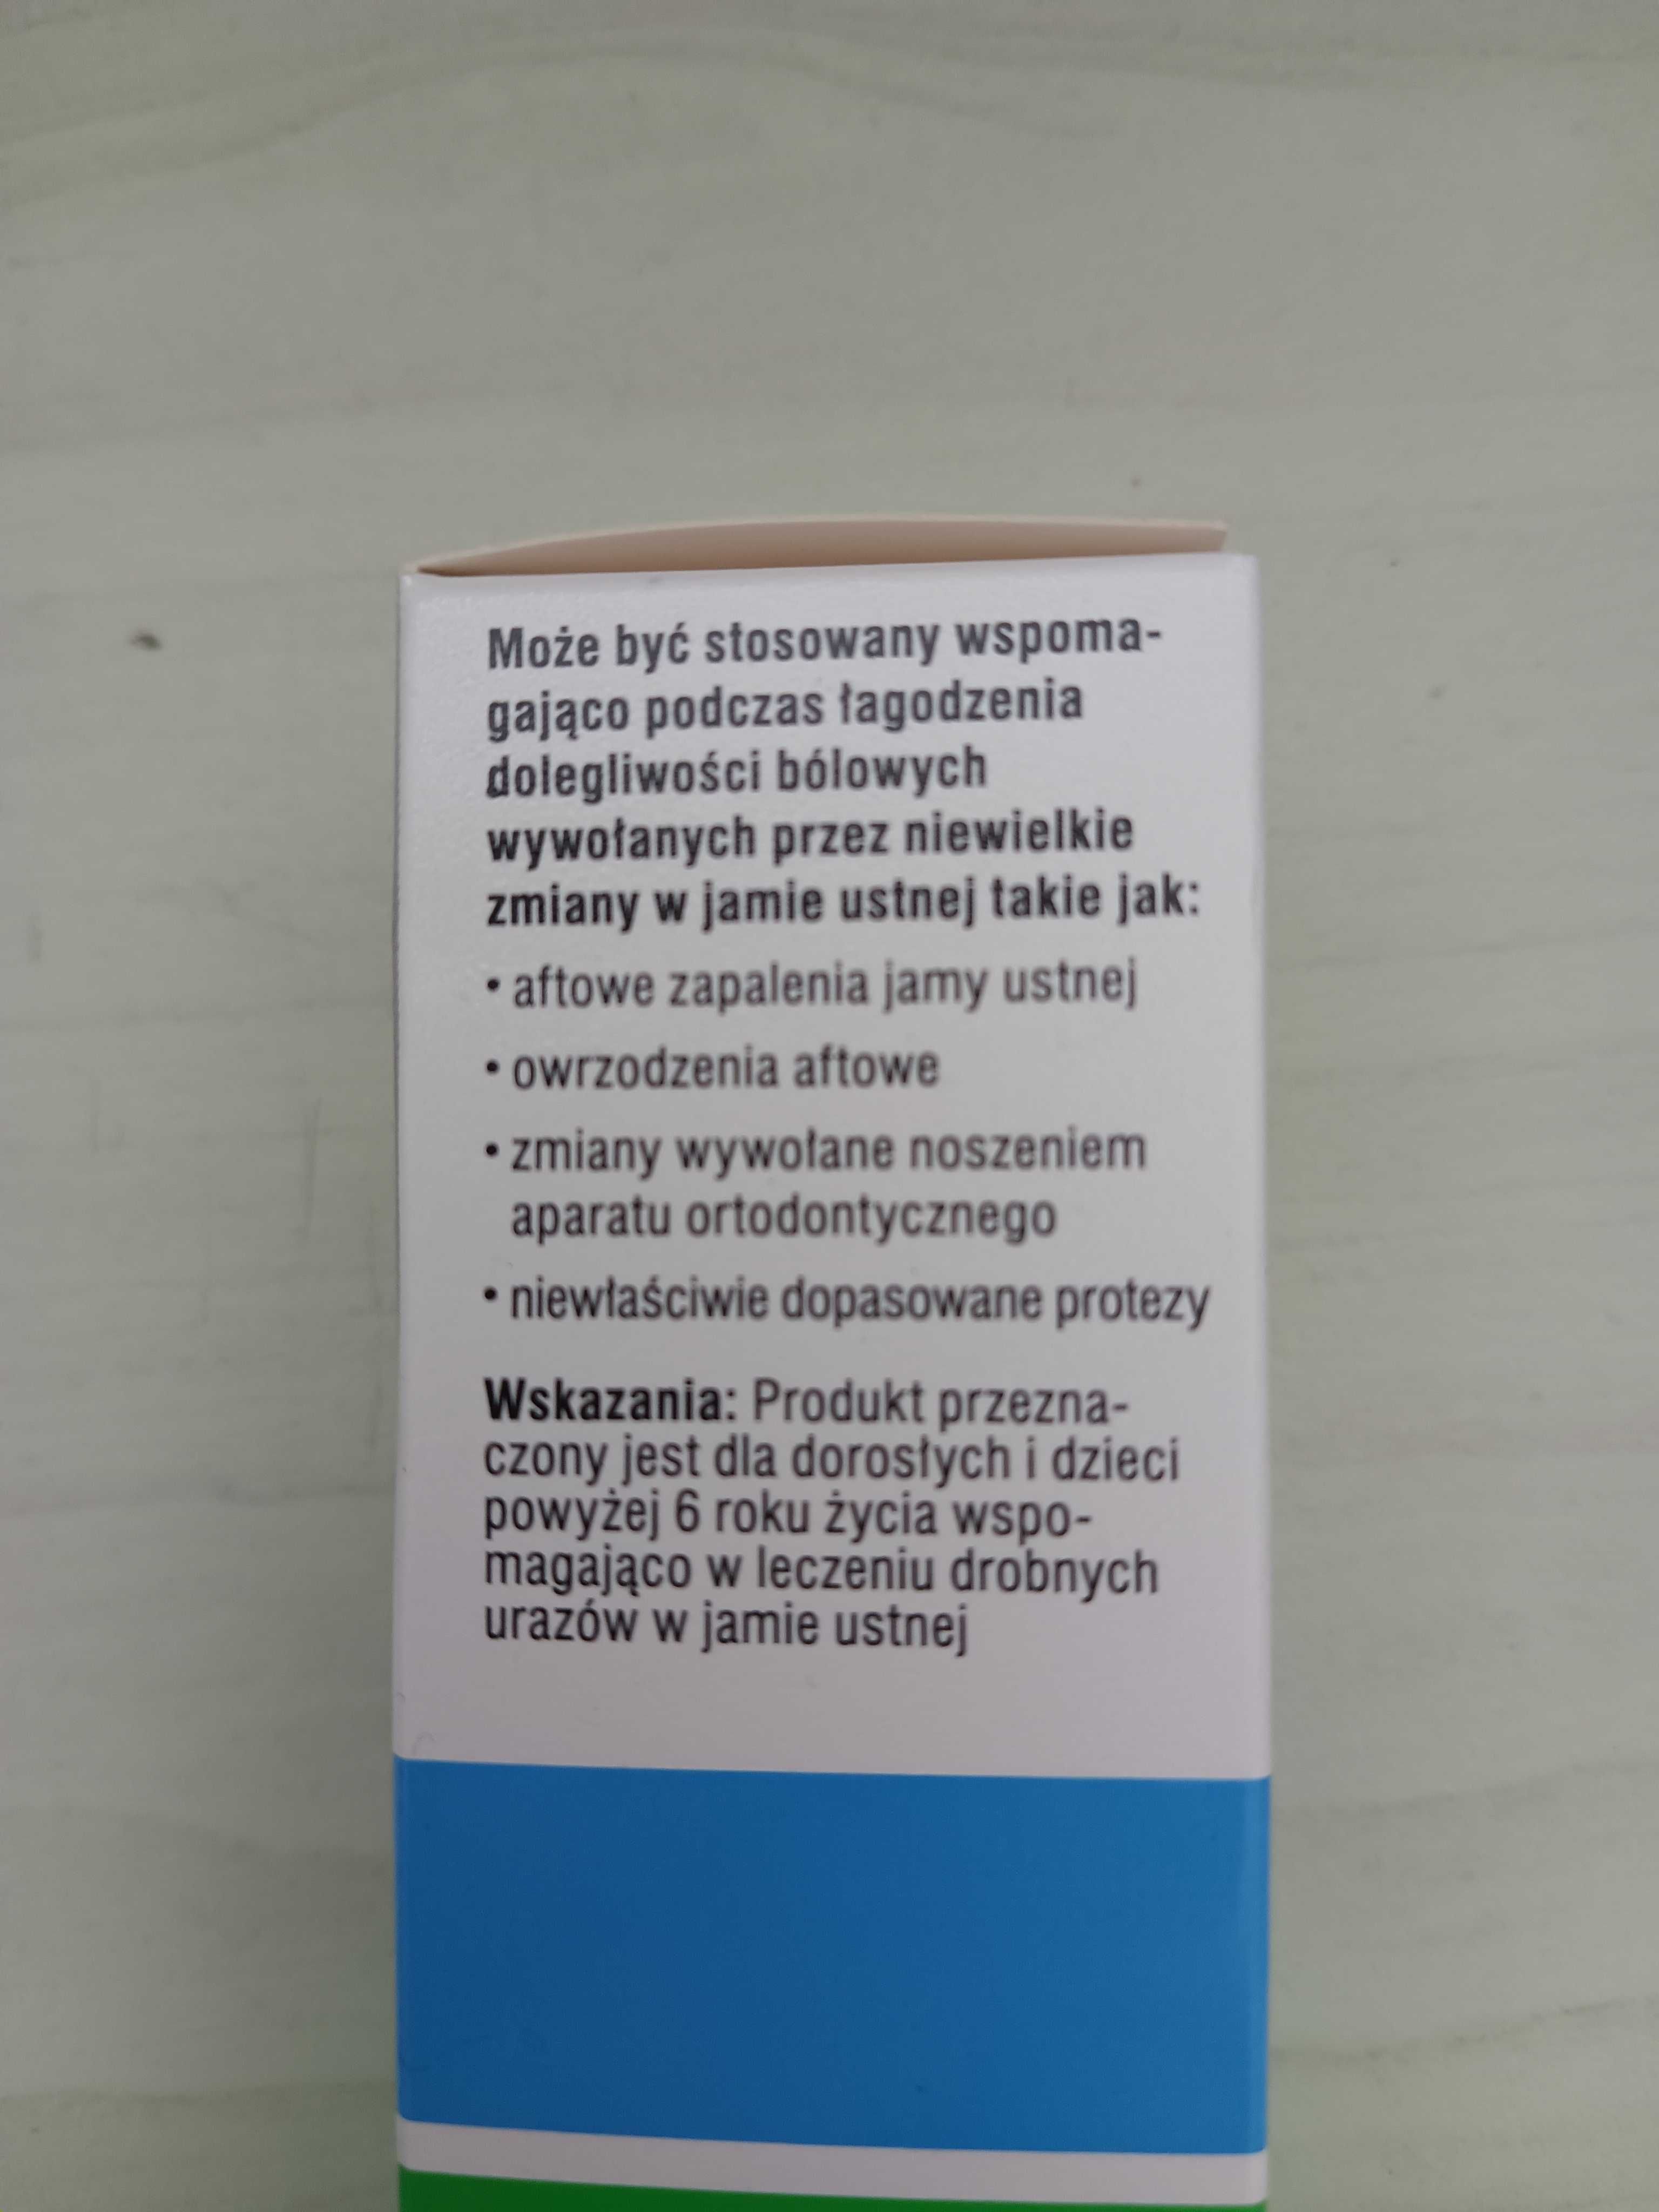 Może być stosowany wspoma-
gająco podczas łagodzenia
dolegliwości bólowych
wywołanych przez niewielkie
zmiany w jamie ustnej takie jak:
• aftowe zapalenia jamy ustnej
• owrzodzenia aftowe
• zmiany wywołane noszeniem
aparatu ortodontycznego
• niewłaściwie dopasowane protezy
Wskazania: Produkt przezna-
czony jest dla dorosłych i dzieci
powyżej 6 roku życia wspo-
magająco w leczeniu drobnych
urazów w jamie ustnej